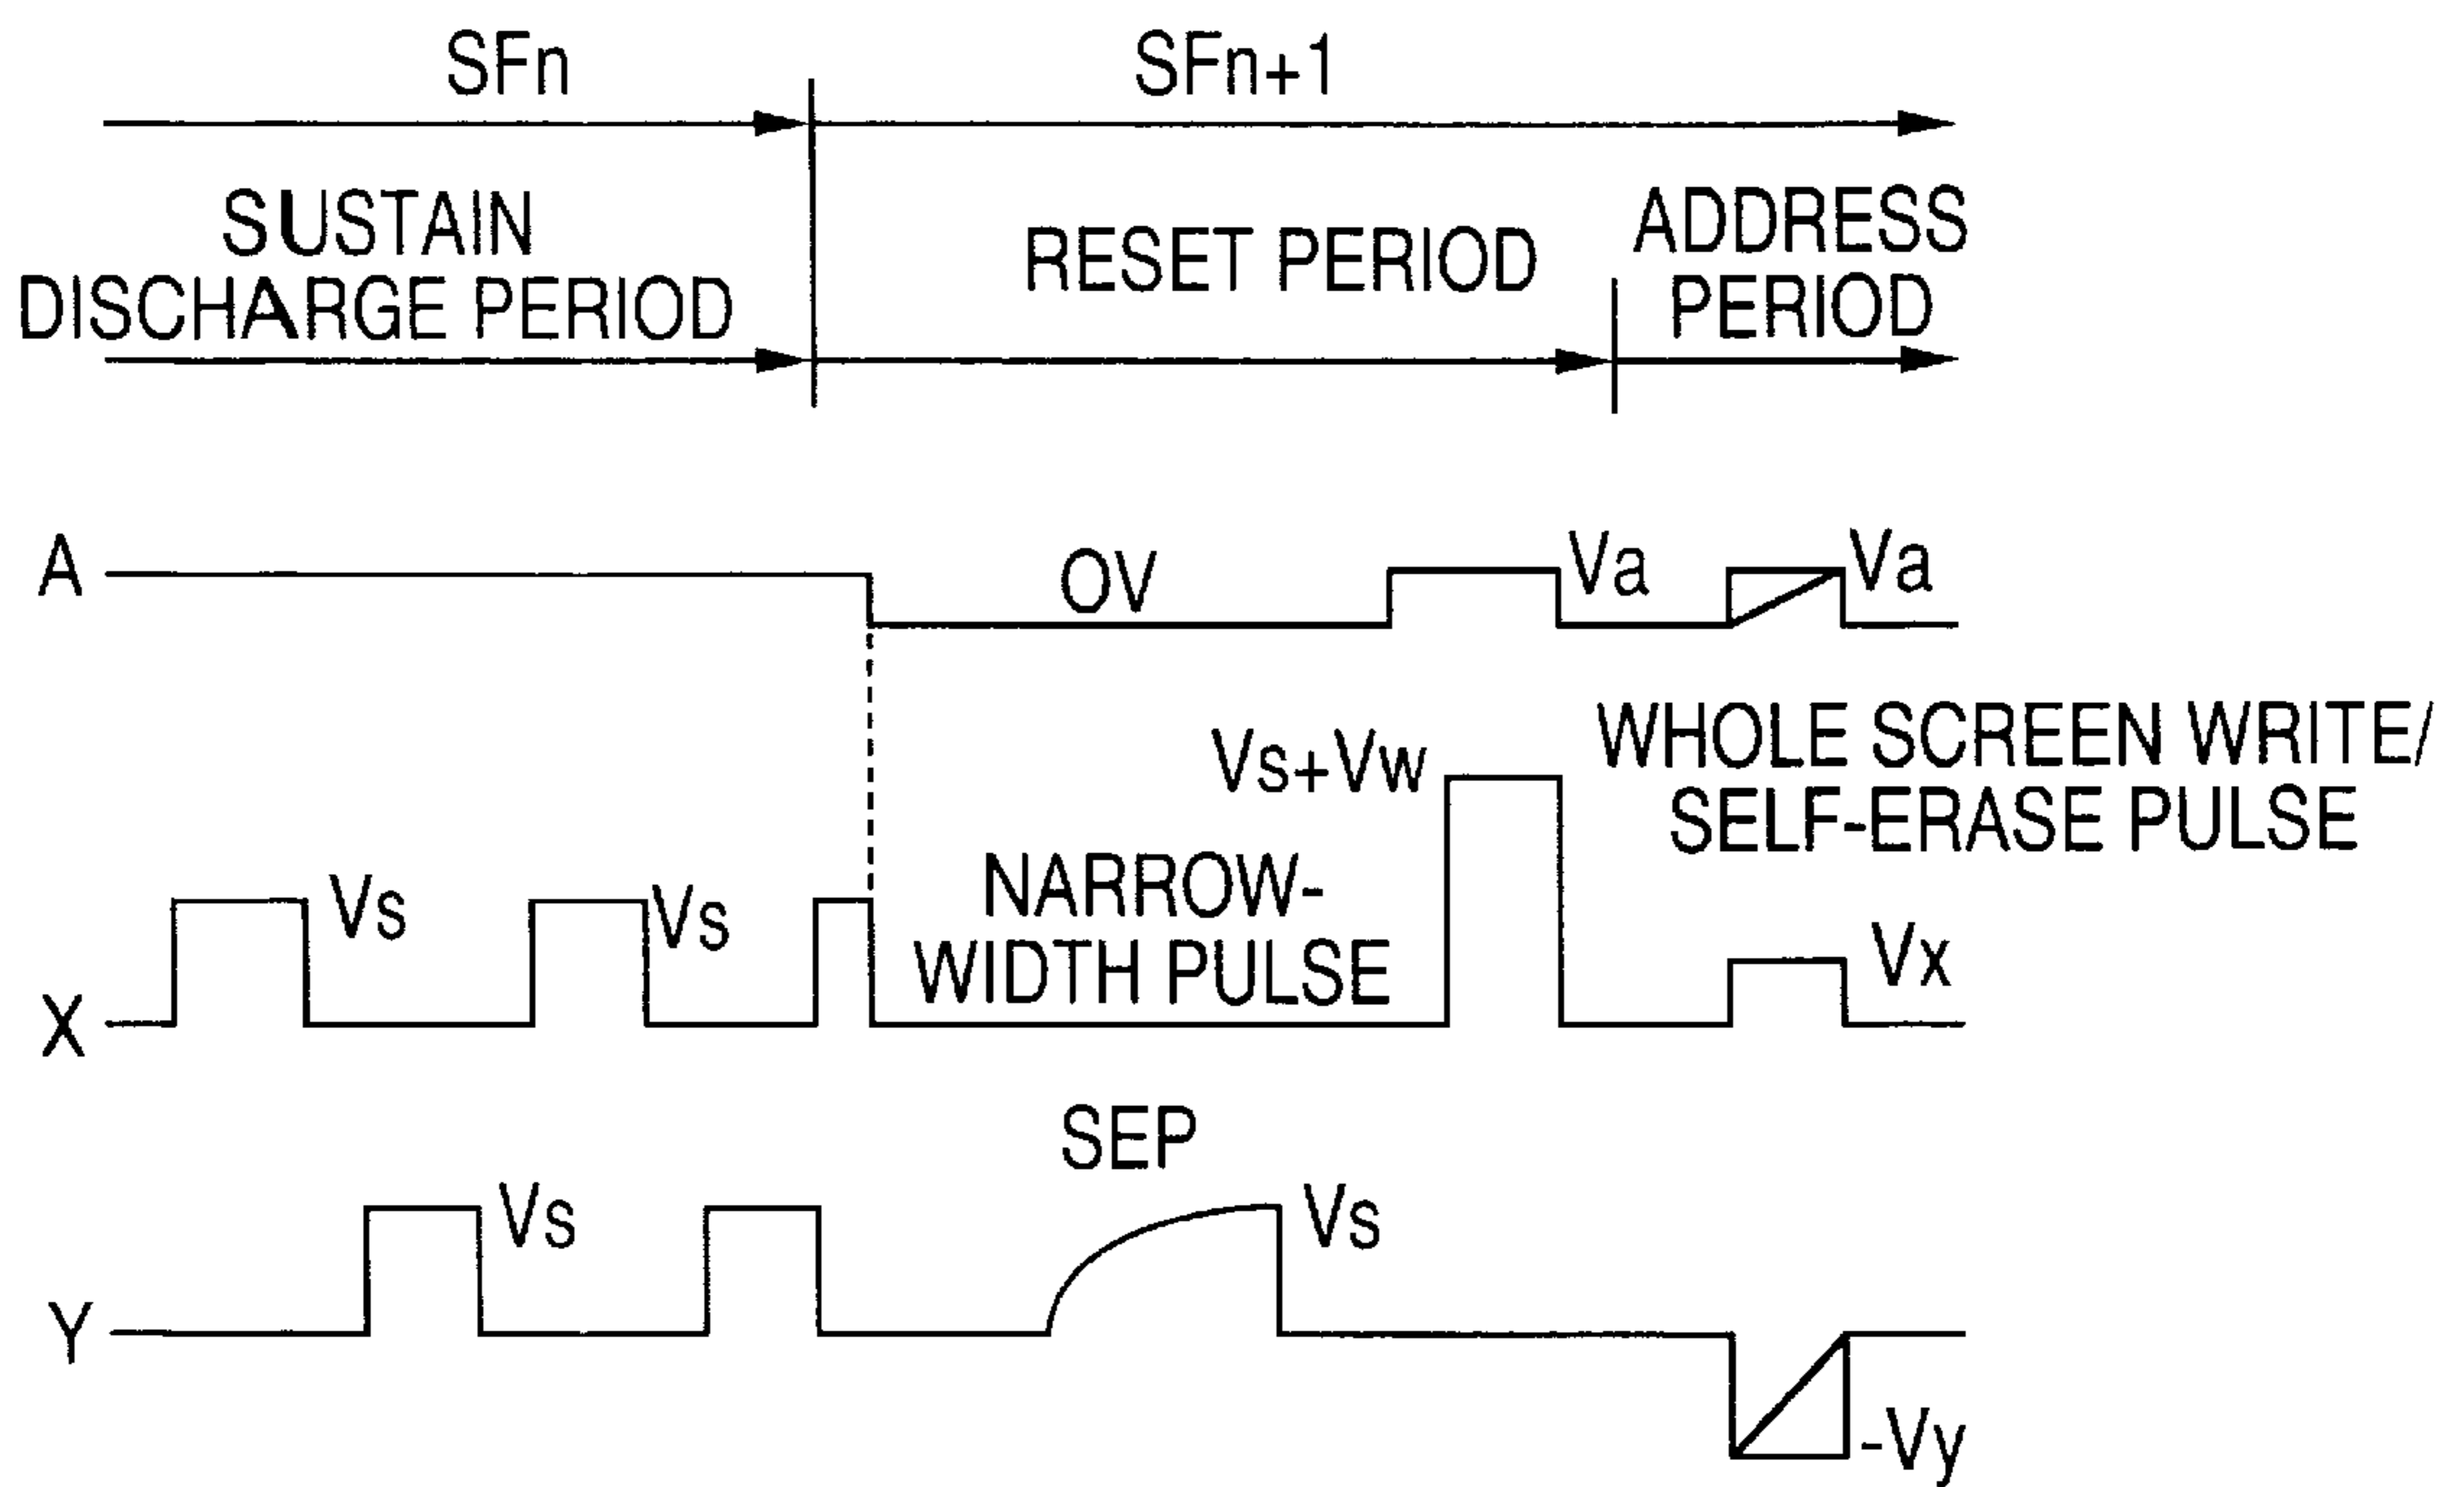 SFn
SFn+1
SUSTAIN
DISCHARGE PERIOD
RESET PERIOD
ADDRESS
PERIOD
A
OV
Va
Va
Vs+Vw
WHOLE SCREEN WRITE/
SELF-ERASE PULSE
X
Vs
Vs
NARROW-
WIDTH PULSE
Vx
SEP
Y
Vs
Vs
-Vy